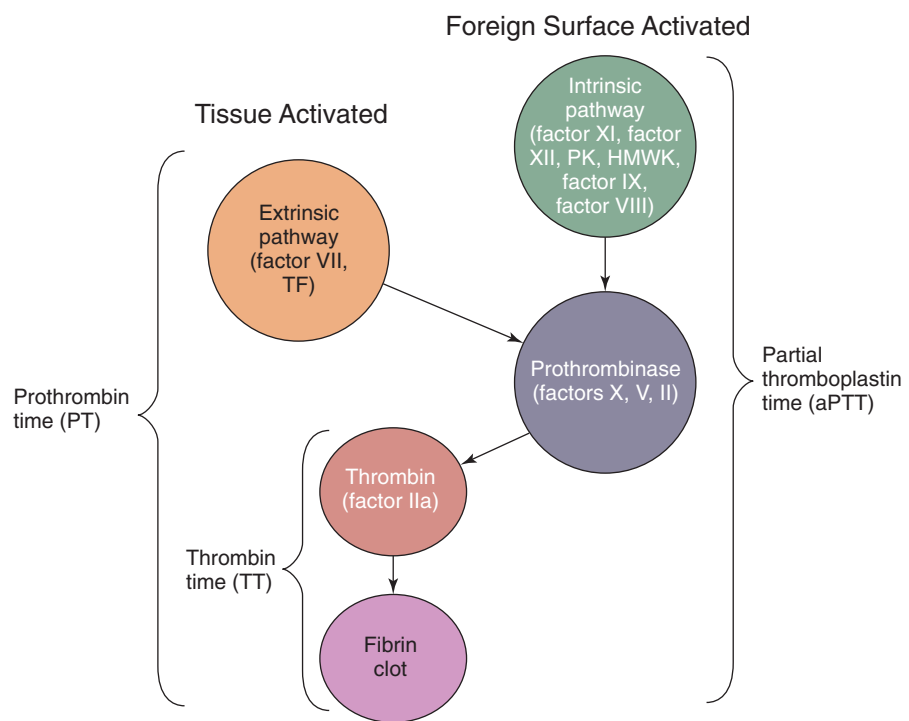 Foreign Surface Activated
Tissue Activated
Intrinsic
pathway
(factor XI, factor
XII, PK, HMWK,
factor IX,
factor VIII)
Extrinsic
pathway
(factor VII,
TF)
Prothrombinase
(factors X, V, II)
Partial
thromboplastin
time (aPTT)
Prothrombin
time (PT)
Thrombin
(factor IIa)
Thrombin
time (TT)
Fibrin
clot